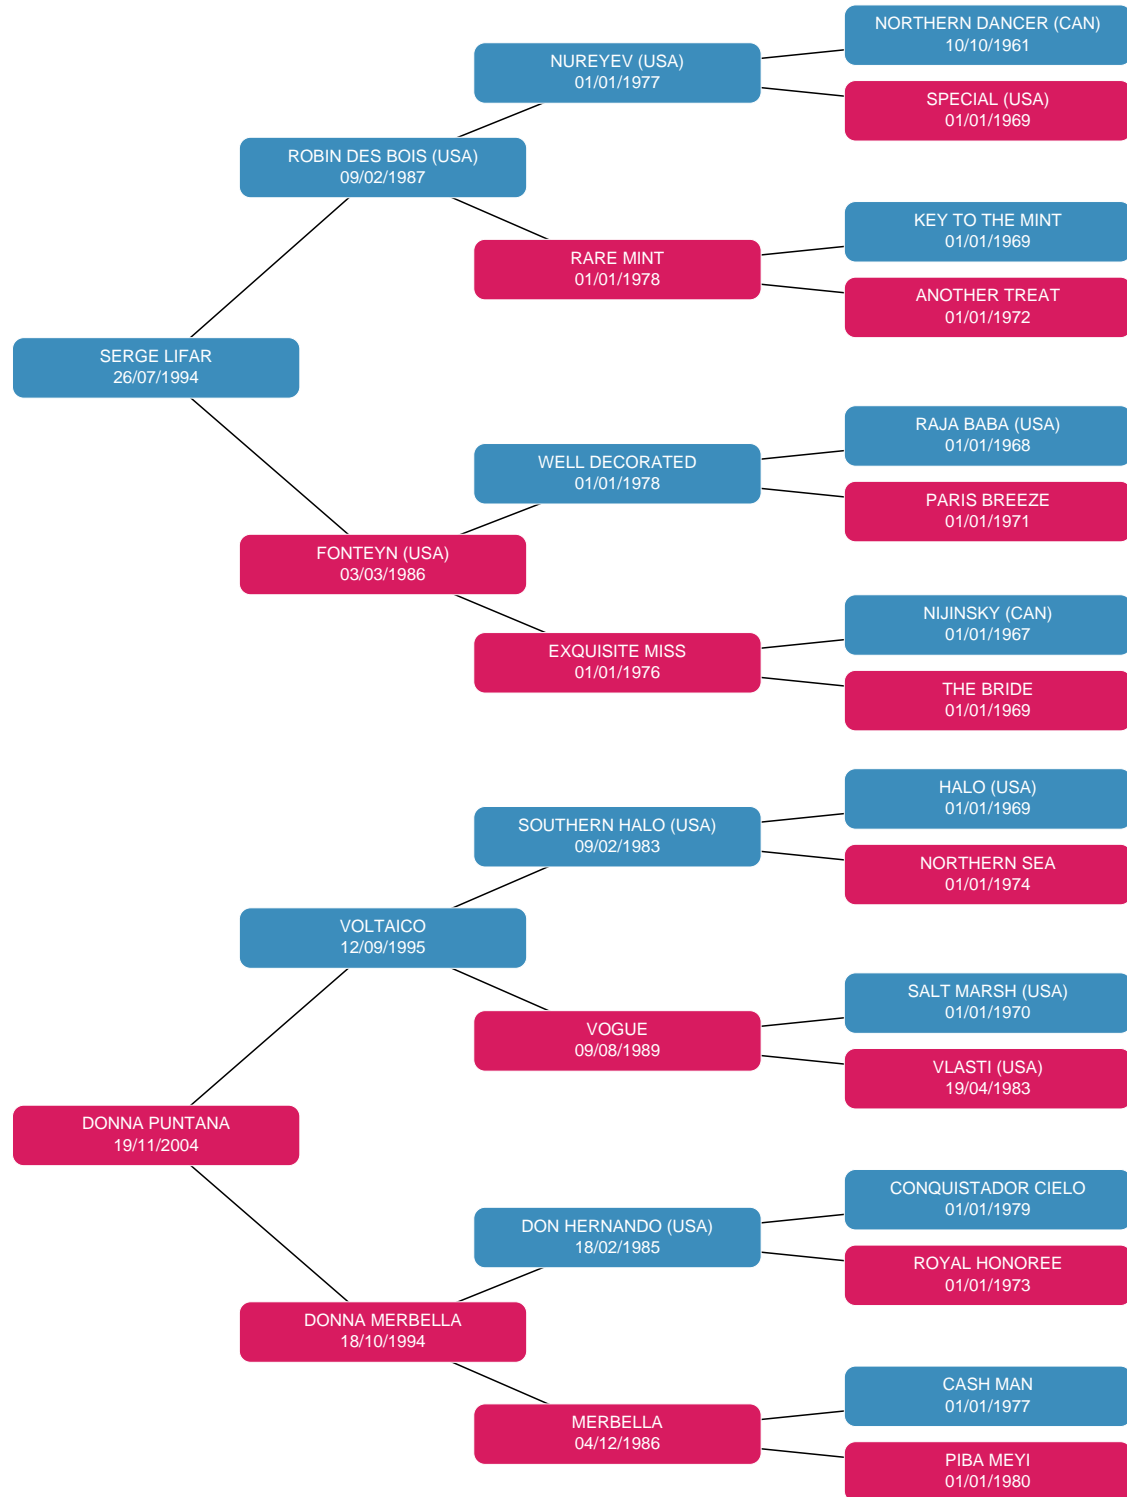 NORTHERN DANCER (CAN)
10/10/1961
NUREYEV (USA)
01/01/1977
SPECIAL (USA)
01/01/1969
ROBIN DES BOIS (USA)
09/02/1987
KEY TO THE MINT
01/01/1969
RARE MINT
01/01/1978
ANOTHER TREAT
01/01/1972
SERGE LIFAR
26/07/1994
RAJA BABA (USA)
01/01/1968
WELL DECORATED
01/01/1978
PARIS BREEZE
01/01/1971
FONTEYN (USA)
03/03/1986
NIJINSKY (CAN)
01/01/1967
EXQUISITE MISS
01/01/1976
THE BRIDE
01/01/1969
HALO (USA)
01/01/1969
SOUTHERN HALO (USA)
09/02/1983
NORTHERN SEA
01/01/1974
VOLTAICO
12/09/1995
SALT MARSH (USA)
01/01/1970
VOGUE
09/08/1989
VLASTI (USA)
19/04/1983
DONNA PUNTANA
19/11/2004
CONQUISTADOR CIELO
01/01/1979
DON HERNANDO (USA)
18/02/1985
ROYAL HONOREE
01/01/1973
DONNA MERBELLA
18/10/1994
CASH MAN
01/01/1977
MERBELLA
04/12/1986
PIBA MEYI
01/01/1980